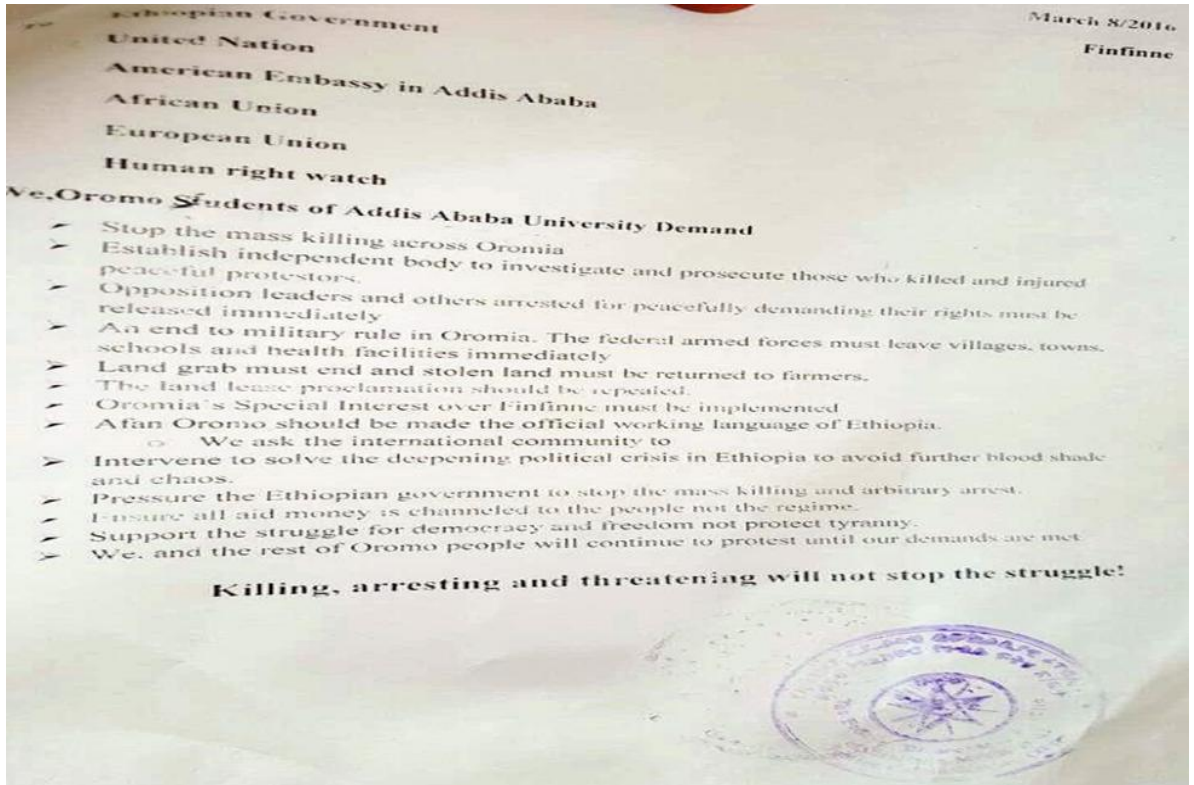 To Ethiopian Government
March 8/2016
Finfinne
United Nation
American Embassy in Addis Ababa
African Union
European Union
Human right watch
We,Oromo Students of Addis Ababa University Demand
➢ Stop the mass killing across Oromia
➢ Establish independent body to investigate and prosecute those who killed and injured
peaceful protestors.
➢ Opposition leaders and others arrested for peacefully demanding their rights must be
released immediately
➢ An end to military rule in Oromia. The federal armed forces must leave villages, towns,
schools and health facilities immediately
➢ Land grab must end and stolen land must be returned to farmers.
➢ The land lease proclamation should be repealed.
➢ Oromia's Special Interest over Finfinne must be implemented
➢ Afan Oromo should be made the official working language of Ethiopia.
○ We ask the international community to
➢ Intervene to solve the deepening political crisis in Ethiopia to avoid further blood shade
and chaos.
➢ Pressure the Ethiopian government to stop the mass killing and arbitrary arrest.
➢ Ensure all aid money is channeled to the people not the regime.
➢ Support the struggle for democracy and freedom not protect tyranny.
➢ We, and the rest of Oromo people will continue to protest until our demands are met
Killing, arresting and threatening will not stop the struggle!